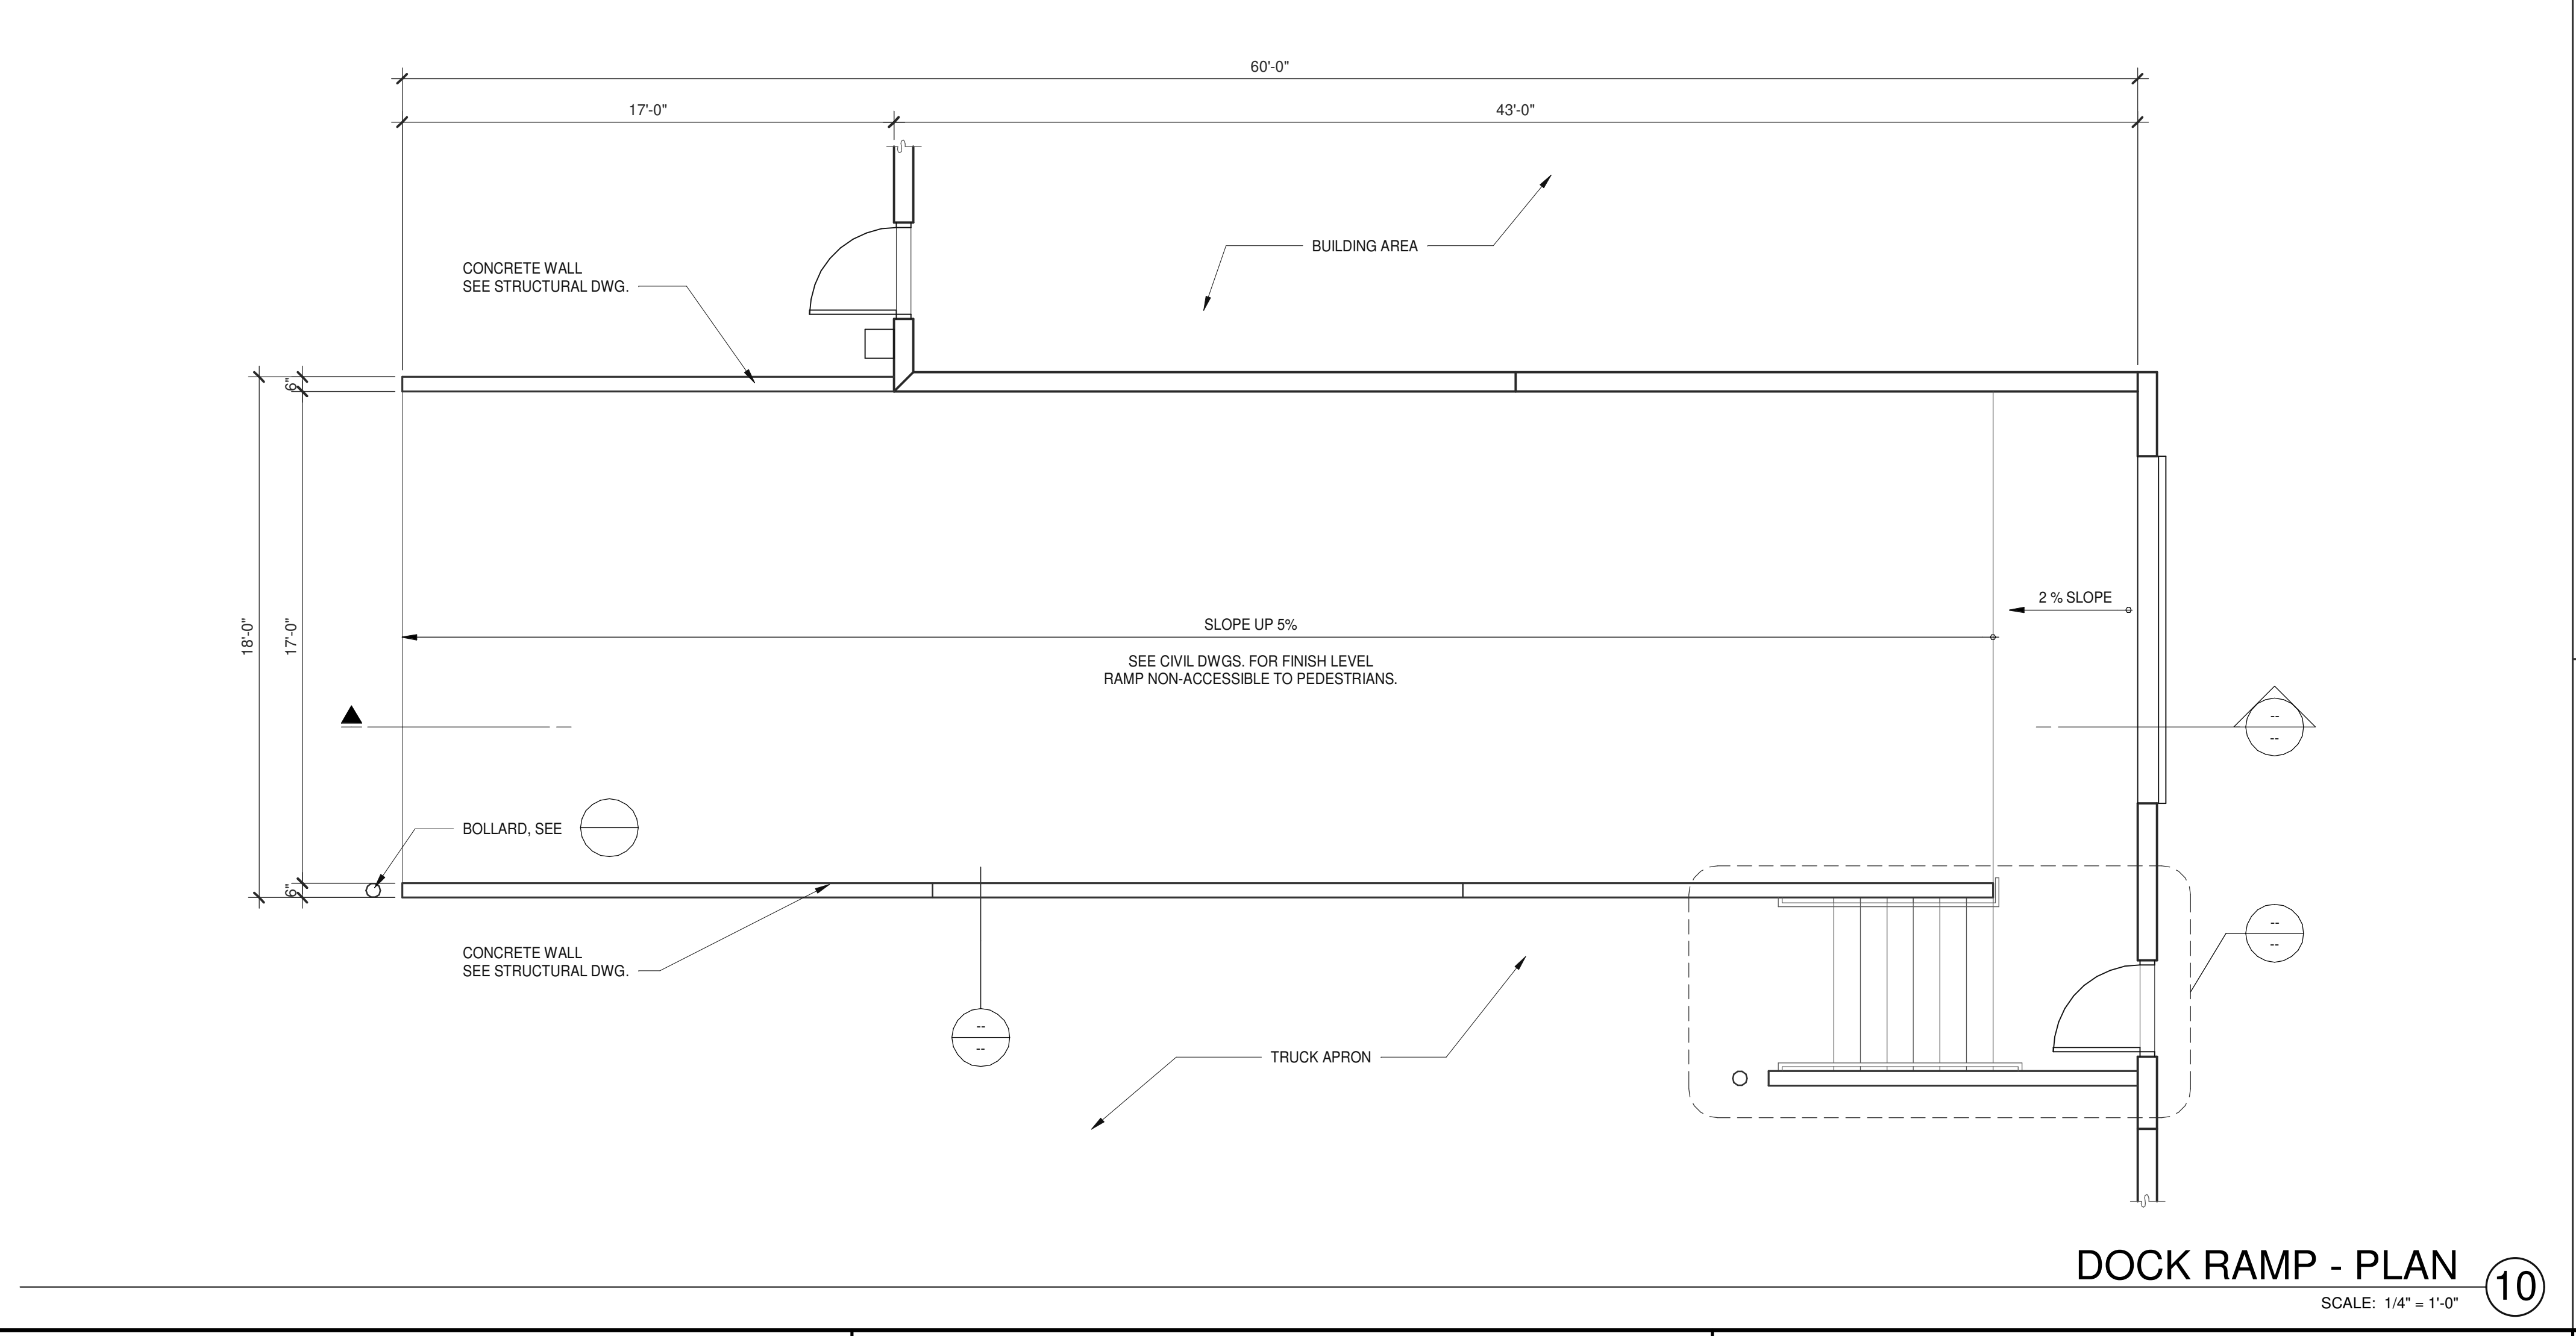 60'-0"
17'-0"
43'-0"
BUILDING AREA
CONCRETE WALL
SEE STRUCTURAL DWG.
6"
2 % SLOPE
SLOPE UP 5%
18'-0"
17'-0"
SEE CIVIL DWGS. FOR FINISH LEVEL
RAMP NON-ACCESSIBLE TO PEDESTRIANS.
--
--
BOLLARD, SEE
6"
--
--
CONCRETE WALL
SEE STRUCTURAL DWG.
--
--
TRUCK APRON
DOCK RAMP - PLAN
10
SCALE: 1/4" = 1'-0"